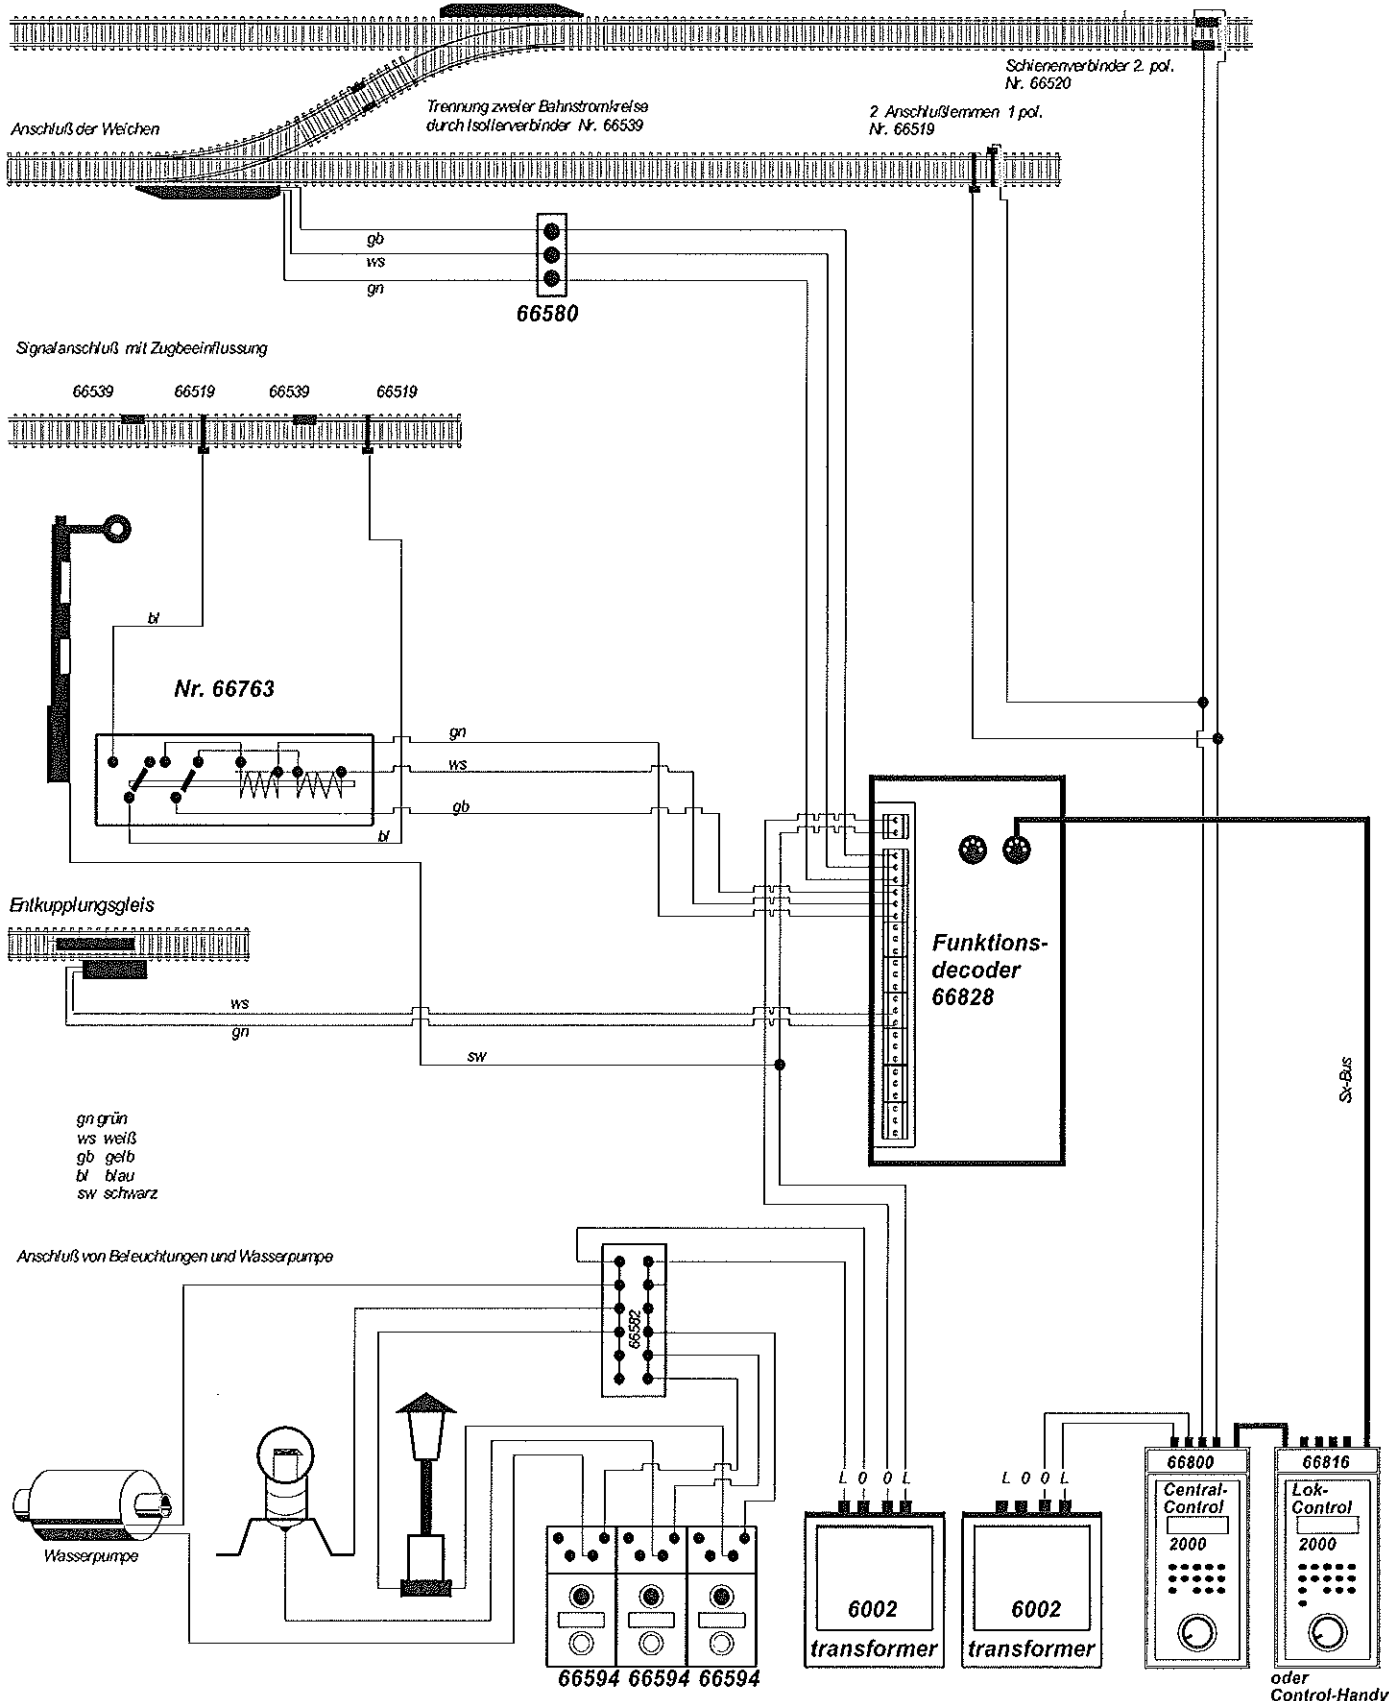 Schienenverbinder 2. pol.
Nr. 66520
Trennung zweier Bahnstromkreise
durch Isolierverbinder Nr. 66539
2 Anschlußlemmen 1 pol.
Nr. 66519
Anschluß der Weichen
gb
ws
gn
66580
Signalanschluß mit Zugbeeinflussung
66539 66519 66539 66519
bl
Nr. 66763
gn
ws
gb
bl
Entkupplungsgleis
Funktions-
decoder
66828
ws
gn
sw
Sx-Bus
gn grün
ws weiß
gb gelb
bl blau
sw schwarz
Anschluß von Beleuchtungen und Wasserpumpe
66582
L 0 0 L
L 0 0 L
66800
Central-
Control
2000
66816
Lok-
Control
2000
Wasserpumpe
6002
transformer
6002
transformer
66594 66594 66594
oder
Control-Handy